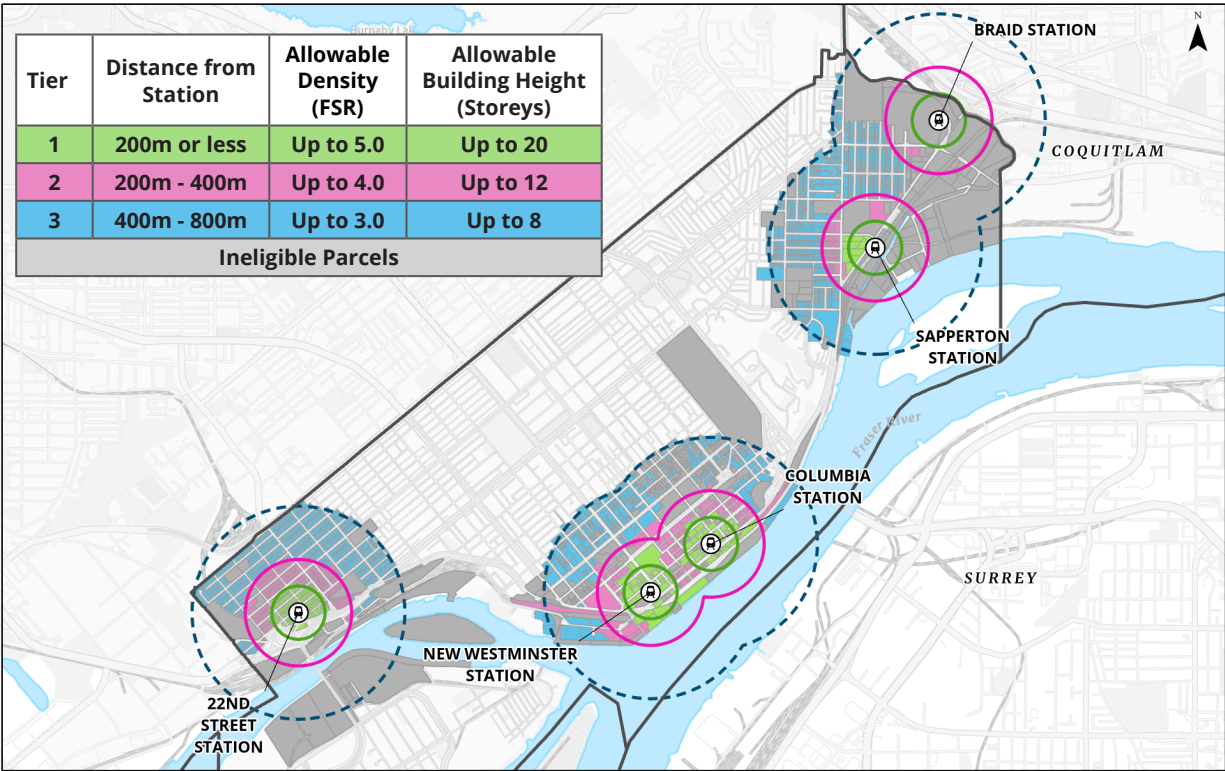 Burnaby Lake
N
BRAID STATION
Tier
Distance from
Station
Allowable
Density
(FSR)
Allowable
Building Height
(Storeys)
1
200m or less
Up to 5.0
Up to 20
2
200m - 400m
Up to 4.0
Up to 12
3
400m - 800m
Up to 3.0
Up to 8
Ineligible Parcels
COQUITLAM
SAPPERTON
STATION
Fraser River
COLUMBIA
STATION
SURREY
NEW WESTMINSTER
STATION
22ND
STREET
STATION